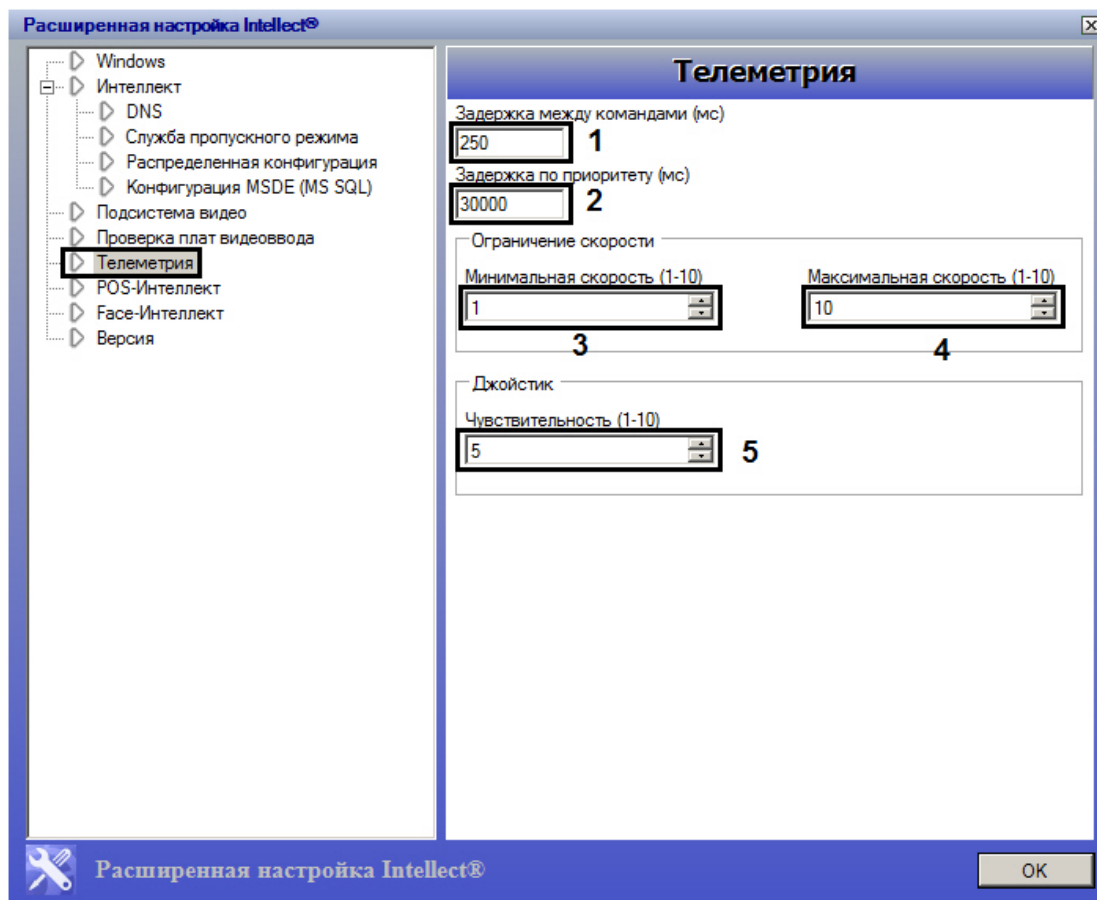 Расширенная настройка Intellect®
Windows
Интеллект
DNS
Служба пропускного режима
Распределенная конфигурация
Конфигурация MSDE (MS SQL)
Подсистема видео
Проверка плат видеоввода
Телеметрия
POS-Интеллект
Face-Интеллект
Версия
Телеметрия
Задержка между командами (мс)
250 1
Задержка по приоритету (мс)
30000 2
Ограничение скорости
Минимальная скорость (1-10) Максимальная скорость (1-10)
1 10
3 4
Джойстик
Чувствительность (1-10)
5 5
Расширенная настройка Intellect®
OK